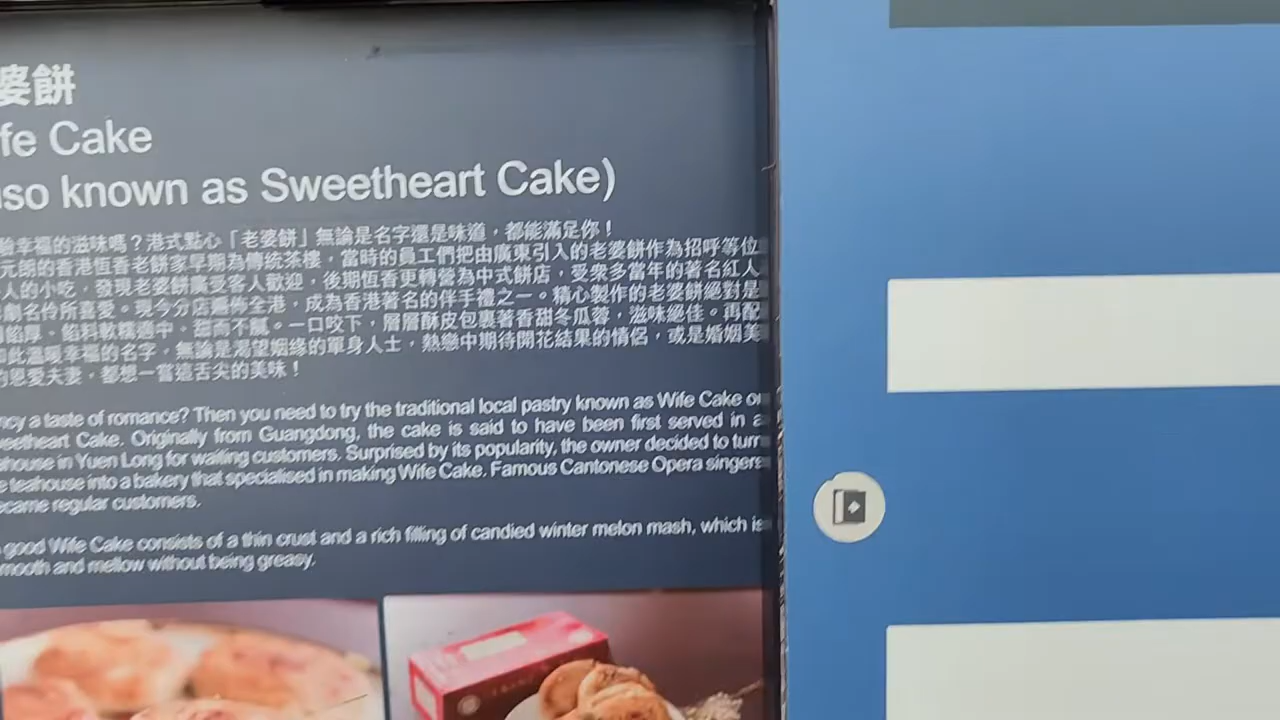 婆餅
fe Cake
lso known as Sweetheart Cake)
驗幸福的滋味嗎？港式點心「老婆餅」無論是名字還是味道，都能滿足你！
元朗的香港恆香老餅家早期為傳統茶樓，當時的員工們把由廣東引入的老婆餅作為招呼等位
人的小吃，發現老婆餅廣受客人歡迎，後期恆香更轉營為中式餅店，受眾多當年的著名紅人
劇名伶所喜愛。現今分店遍佈全港，成為香港著名的伴手禮之一。精心製作的老婆餅絕對是
餡厚、餡料軟糯適中、甜而不膩。一口咬下，層層酥皮包裹著香甜冬瓜蓉，滋味絕佳。再配
此溫暖幸福的名字，無論是渴望姻緣的單身人士，熱戀中期待開花結果的情侶，或是婚姻美
的恩愛夫妻，都想一嘗這舌尖的美味！
ncy a taste of romance? Then you need to try the traditional local pastry known as Wife Cake or
weetheart Cake. Originally from Guangdong, the cake is said to have been first served in a
ahouse in Yuen Long for waiting customers. Surprised by its popularity, the owner decided to turn
e teahouse into a bakery that specialised in making Wife Cake. Famous Cantonese Opera singers
ecame regular customers.
good Wife Cake consists of a thin crust and a rich filling of candied winter melon mash, which is
mooth and mellow without being greasy.